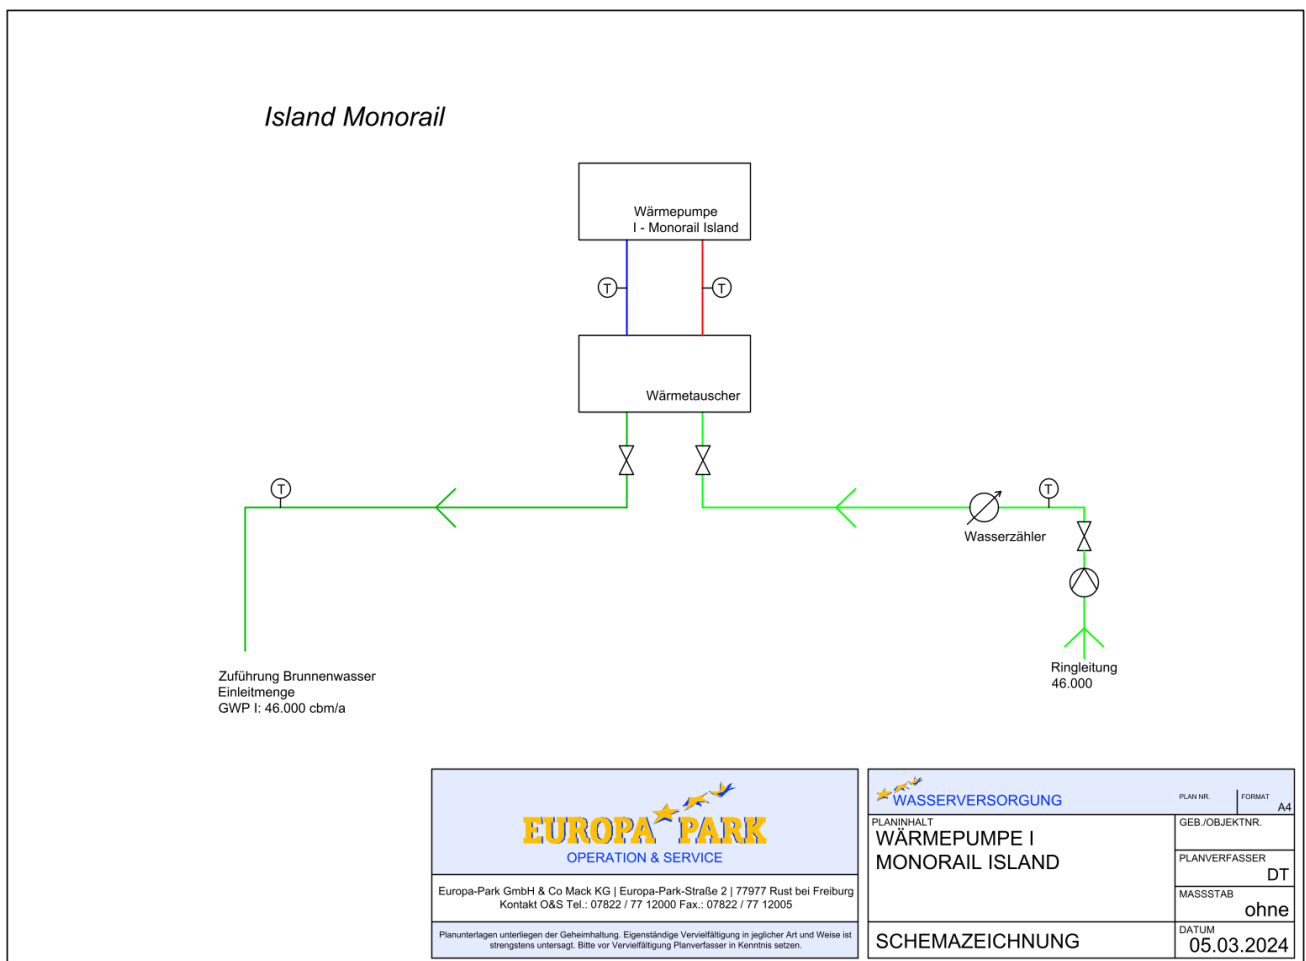 Island Monorail
Wärmepumpe
I - Monorail Island
T
T
Wärmetauscher
T
T
Wasserzähler
Zuführung Brunnenwasser
Einleitmenge
GWP I: 46.000 cbm/a
Ringleitung
46.000
EUROPA PARK
OPERATION & SERVICE
Europa-Park GmbH & Co Mack KG | Europa-Park-Straße 2 | 77977 Rust bei Freiburg
Kontakt O&S Tel.: 07822 / 77 12000 Fax.: 07822 / 77 12005
Planunterlagen unterliegen der Geheimhaltung. Eigenständige Vervielfältigung in jeglicher Art und Weise ist
strengstens untersagt. Bitte vor Vervielfältigung Planverfasser in Kenntnis setzen.
WASSERVERSORGUNG
PLAN NR.
FORMAT
A4
PLANINHALT
WÄRMEPUMPE I
MONORAIL ISLAND
GEB./OBJEKTNR.
PLANVERFASSER
DT
MASSSTAB
ohne
SCHEMAZEICHNUNG
DATUM
05.03.2024